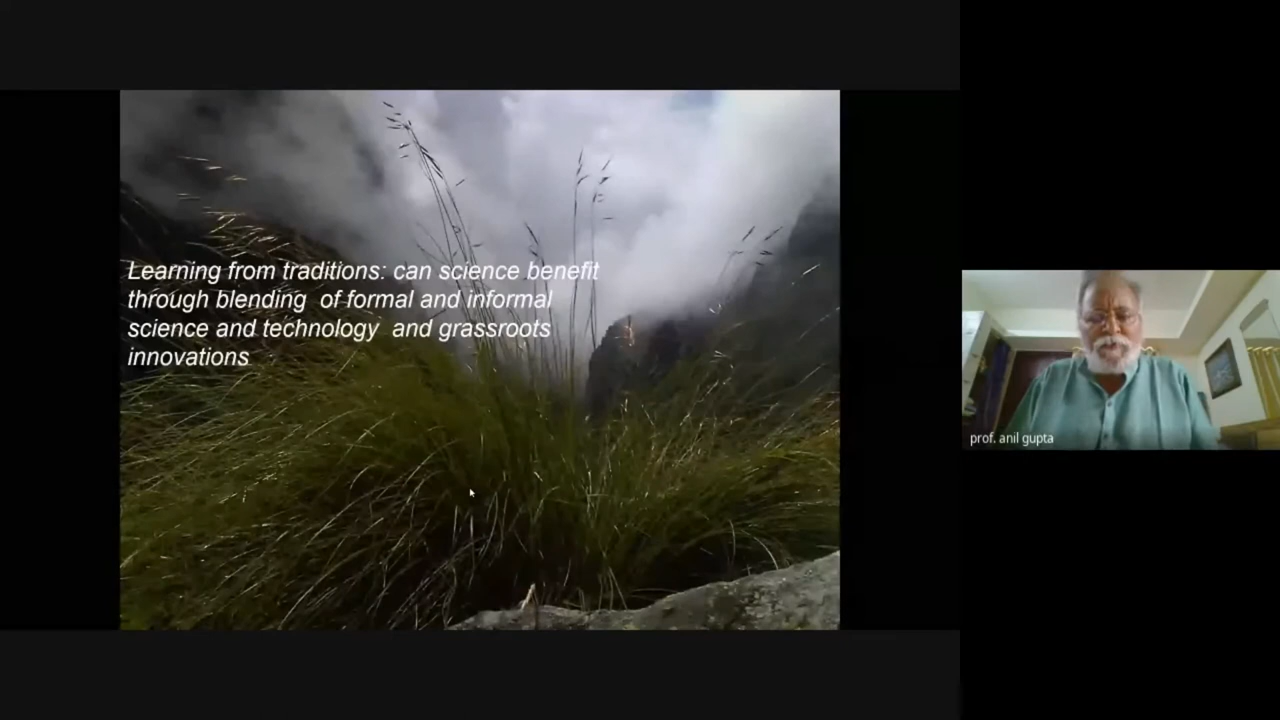 Learning from traditions: can science benefit
through blending of formal and informal
science and technology and grassroots
innovations
prof. anil gupta